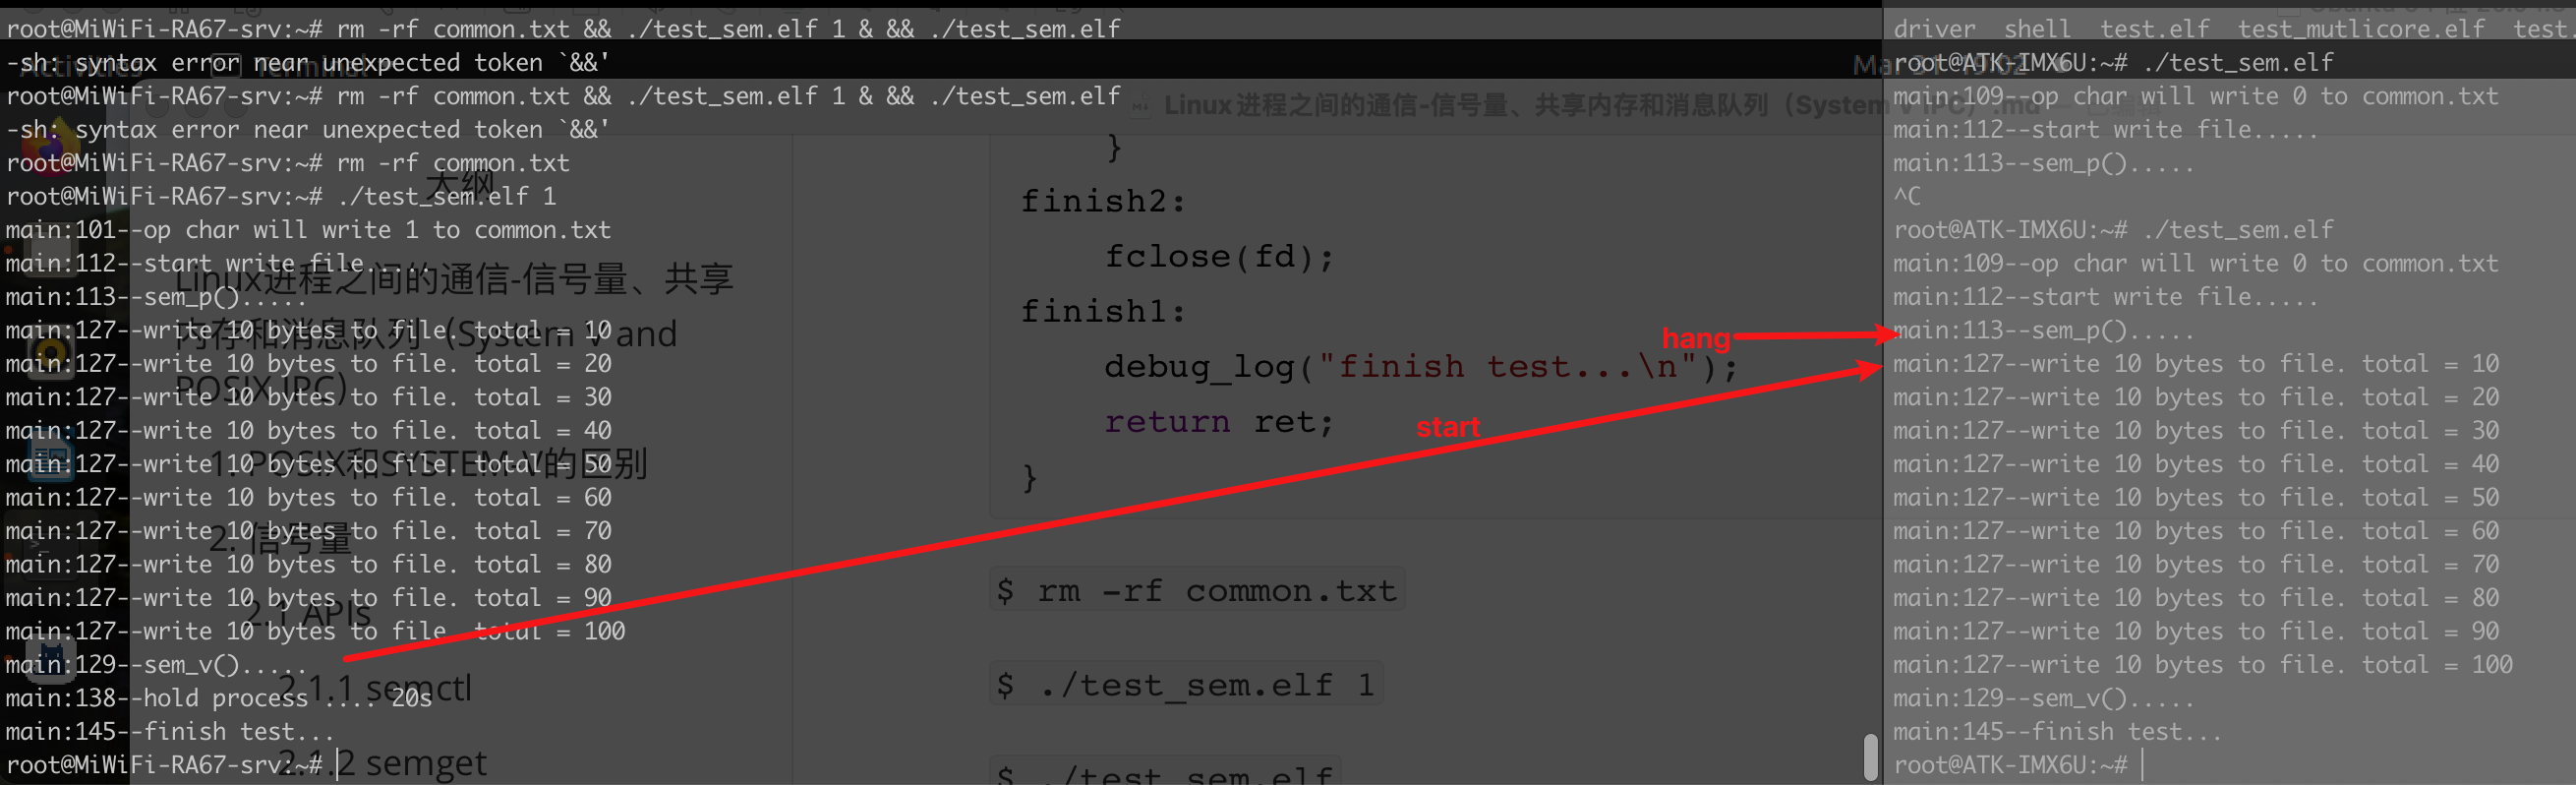 root@MiWiFi-RA67-srv:~# rm -rf common.txt && ./test_sem.elf 1 & && ./test_sem.elf
-sh: syntax error near unexpected token `&&'
root@MiWiFi-RA67-srv:~# rm -rf common.txt && ./test_sem.elf 1 & && ./test_sem.elf
-sh: syntax error near unexpected token `&&'
root@MiWiFi-RA67-srv:~# rm -rf common.txt
root@MiWiFi-RA67-srv:~# ./test_sem.elf 1
main:101--op char will write 1 to common.txt
main:112--start write file.....
main:113--sem_p().....
main:127--write 10 bytes to file. total = 10
main:127--write 10 bytes to file. total = 20
main:127--write 10 bytes to file. total = 30
main:127--write 10 bytes to file. total = 40
main:127--write 10 bytes to file. total = 50
main:127--write 10 bytes to file. total = 60
main:127--write 10 bytes to file. total = 70
main:127--write 10 bytes to file. total = 80
main:127--write 10 bytes to file. total = 90
main:127--write 10 bytes to file. total = 100
main:129--sem_v().....
main:138--hold process .... 20s
main:145--finish test...
root@MiWiFi-RA67-srv:~#
Activities
Terminal
大纲
Linux进程之间的通信-信号量、共享
内存和消息队列（System V and
POSIX IPC）
1. POSIX和SYSTEM-V的区别
2. 信号量
2.1 APIs
2.1.1 semctl
2.1.2 semget
Linux进程之间的通信-信号量、共享内存和消息队列（System V IPC）.md
}
finish2:
fclose(fd);
finish1:
debug_log("finish test...\n");
return ret;
}
$ rm -rf common.txt
$ ./test_sem.elf 1
$ ./test_sem.elf
hang
start
driver shell test.elf test_mutlicore.elf test.
root@ATK-IMX6U:~# ./test_sem.elf
main:109--op char will write 0 to common.txt
main:112--start write file.....
main:113--sem_p().....
^C
root@ATK-IMX6U:~# ./test_sem.elf
main:109--op char will write 0 to common.txt
main:112--start write file.....
main:113--sem_p().....
main:127--write 10 bytes to file. total = 10
main:127--write 10 bytes to file. total = 20
main:127--write 10 bytes to file. total = 30
main:127--write 10 bytes to file. total = 40
main:127--write 10 bytes to file. total = 50
main:127--write 10 bytes to file. total = 60
main:127--write 10 bytes to file. total = 70
main:127--write 10 bytes to file. total = 80
main:127--write 10 bytes to file. total = 90
main:127--write 10 bytes to file. total = 100
main:129--sem_v().....
main:145--finish test...
root@ATK-IMX6U:~#